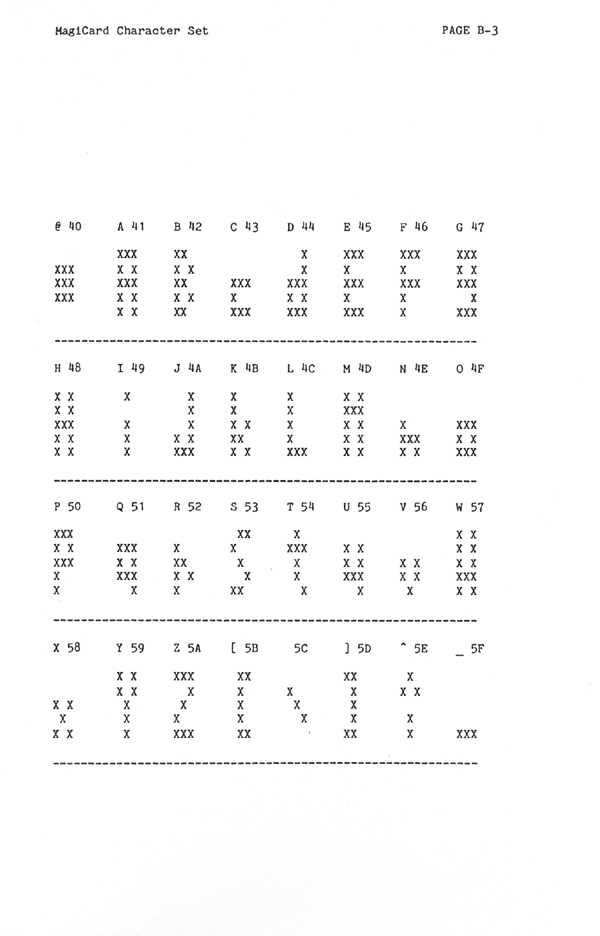 MagiCard Character Set PAGE B-3
@ 40 A 41 B 42 C 43 D 44 E 45 F 46 G 47
XXX XX X XXX XXX XXX
XXX X X X X X X X X X
XXX XXX XX XXX XXX XXX XXX XXX
XXX X X X X X X X X X X
X X XX XXX XXX XXX X XXX
H 48 I 49 J 4A K 4B L 4C M 4D N 4E O 4F
X X X X X X X X
X X X X X XXX
XXX X X X X X X X X XXX
X X X X X XX X X X XXX X X
X X X XXX X X XXX X X X X XXX
P 50 Q 51 R 52 S 53 T 54 U 55 V 56 W 57
XXX XX X X X
X X XXX X X XXX X X X X
XXX X X XX X X X X X X X X
X XXX X X X X XXX X X XXX
X X X XX X X X X X
X 58 Y 59 Z 5A [ 5B 5C ] 5D ^ 5E _ 5F
X X XXX XX XX X
X X X X X X X X
X X X X X X X
X X X X X X X
X X X XXX XX XX X XXX